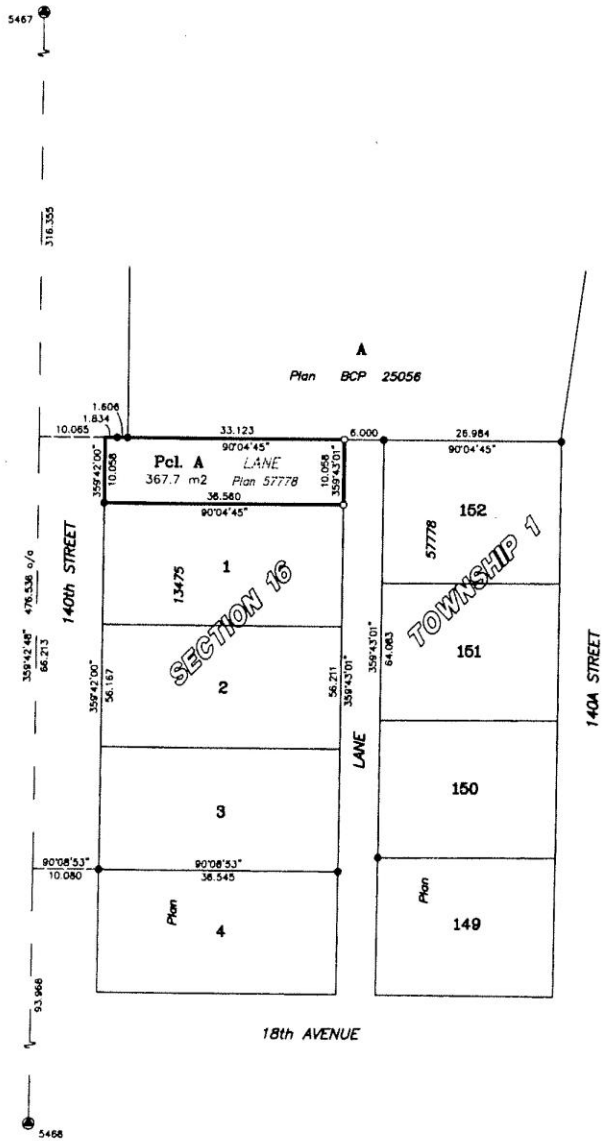 5467
316.355
A
Plan BCP 25056
1.606
1.834
10.065
33.123
6.000
26.984
90°04'45"
90°04'45"
359°42'00"
10.058
Pcl. A
LANE
367.7 m2
Plan 57778
10.058
359°43'01"
36.560
90°04'45"
152
57778
TOWNSHIP 1
1
13475
SECTION 16
140th STREET
476.536 o/a
359°42'48"
66.213
359°42'00"
56.167
2
56.211
359°43'01"
359°43'01"
64.083
151
140A STREET
LANE
3
150
90°08'53"
10.080
90°08'53"
36.545
Plan
4
Plan
149
93.968
18th AVENUE
5468